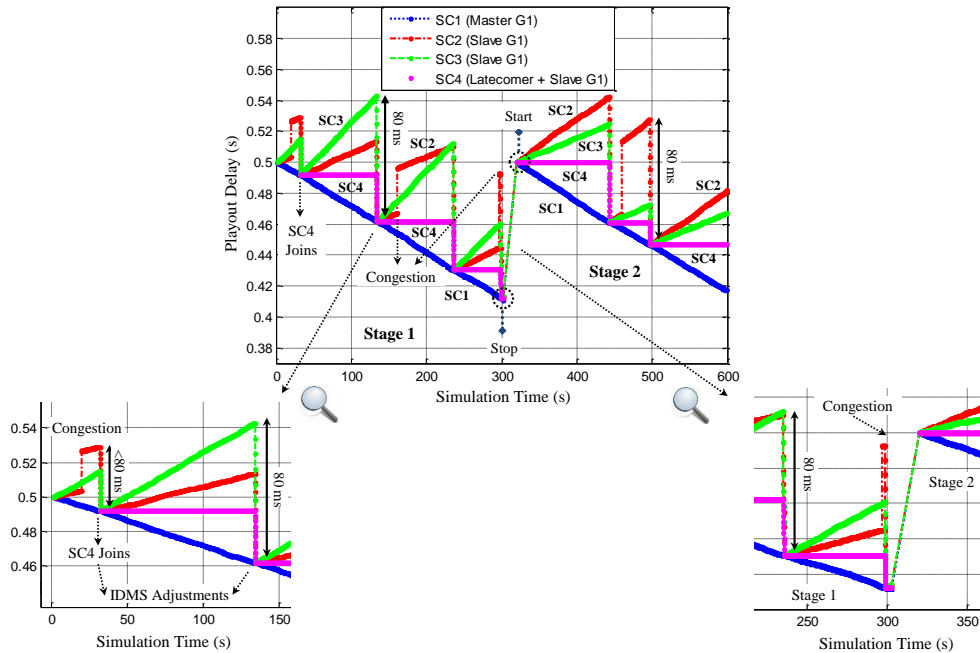 SC1 (Master G1)
SC2 (Slave G1)
SC3 (Slave G1)
SC4 (Latecomer + Slave G1)
0.58
0.56
0.54
0.52
0.5
0.48
0.46
0.44
0.42
0.4
0.38
Playout Delay (s)
SC3
80 ms
SC2
Start
SC2
SC3
80 ms
SC4
SC4
SC2
SC4
SC1
SC4
Joins
Congestion
SC1
Stage 2
SC4
SC1
Stage 1
Stop
0 100 200 300 400 500 600
Simulation Time (s)
0.54
0.52
0.5
0.48
0.46
Congestion
<80 ms
80 ms
SC4 Joins
IDMS Adjustments
0 50 100 150
Simulation Time (s)
Congestion
80 ms
Stage 2
Stage 1
250 300 350
Simulation Time (s)